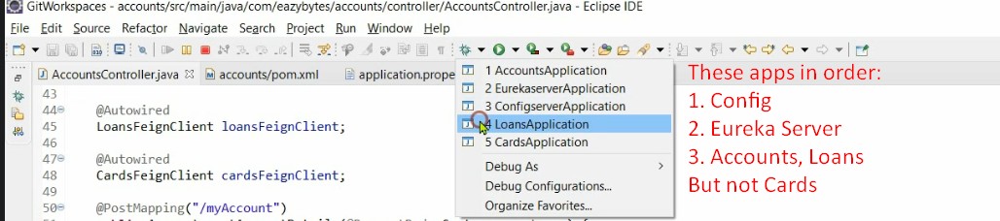 GitWorkspaces - accounts/src/main/java/com/eazybytes/accounts/controller/AccountsController.java - Eclipse IDE
File Edit Source Refactor Navigate Search Project Run Window Help
AccountsController.java accounts/pom.xml application.prope
43
44 @Autowired
45 LoansFeignClient loansFeignClient;
46
47 @Autowired
48 CardsFeignClient cardsFeignClient;
49
50 @PostMapping("/myAccount")
1 AccountsApplication
2 EurekaserverApplication
3 ConfigserverApplication
4 LoansApplication
5 CardsApplication
Debug As
Debug Configurations...
Organize Favorites...
These apps in order:
1. Config
2. Eureka Server
3. Accounts, Loans
But not Cards